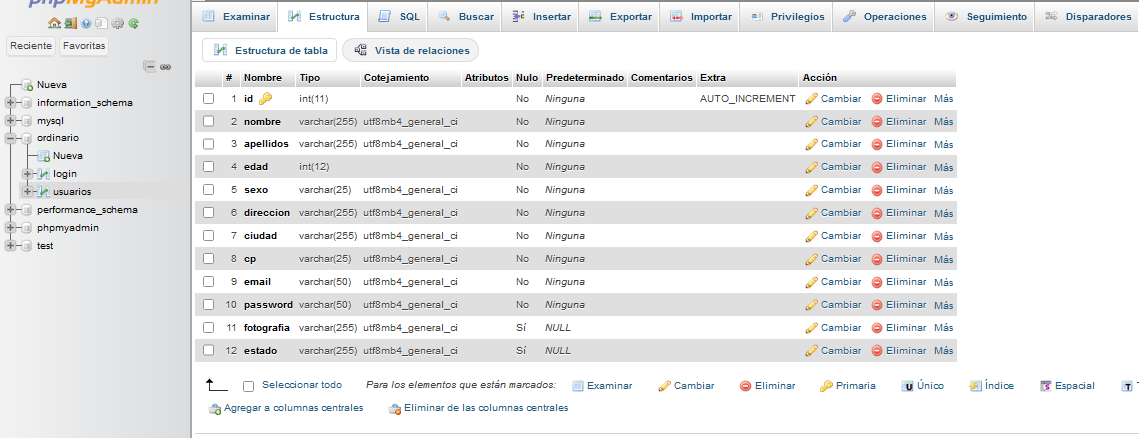 phpMyAdmin
Reciente Favoritas
Nueva
information_schema
mysql
ordinario
Nueva
login
usuarios
performance_schema
phpmyadmin
test
Examinar Estructura SQL Buscar Insertar Exportar Importar Privilegios Operaciones Seguimiento Disparadores
Estructura de tabla Vista de relaciones
# Nombre Tipo Cotejamiento Atributos Nulo Predeterminado Comentarios Extra Acción
1 id int(11) No Ninguna AUTO_INCREMENT Cambiar Eliminar Más
2 nombre varchar(255) utf8mb4_general_ci No Ninguna Cambiar Eliminar Más
3 apellidos varchar(255) utf8mb4_general_ci No Ninguna Cambiar Eliminar Más
4 edad int(12) No Ninguna Cambiar Eliminar Más
5 sexo varchar(25) utf8mb4_general_ci No Ninguna Cambiar Eliminar Más
6 direccion varchar(255) utf8mb4_general_ci No Ninguna Cambiar Eliminar Más
7 ciudad varchar(255) utf8mb4_general_ci No Ninguna Cambiar Eliminar Más
8 cp varchar(25) utf8mb4_general_ci No Ninguna Cambiar Eliminar Más
9 email varchar(50) utf8mb4_general_ci No Ninguna Cambiar Eliminar Más
10 password varchar(50) utf8mb4_general_ci No Ninguna Cambiar Eliminar Más
11 fotografia varchar(255) utf8mb4_general_ci Sí NULL Cambiar Eliminar Más
12 estado varchar(255) utf8mb4_general_ci Sí NULL Cambiar Eliminar Más
Seleccionar todo Para los elementos que están marcados: Examinar Cambiar Eliminar Primaria Único Índice Espacial
Agregar a columnas centrales Eliminar de las columnas centrales